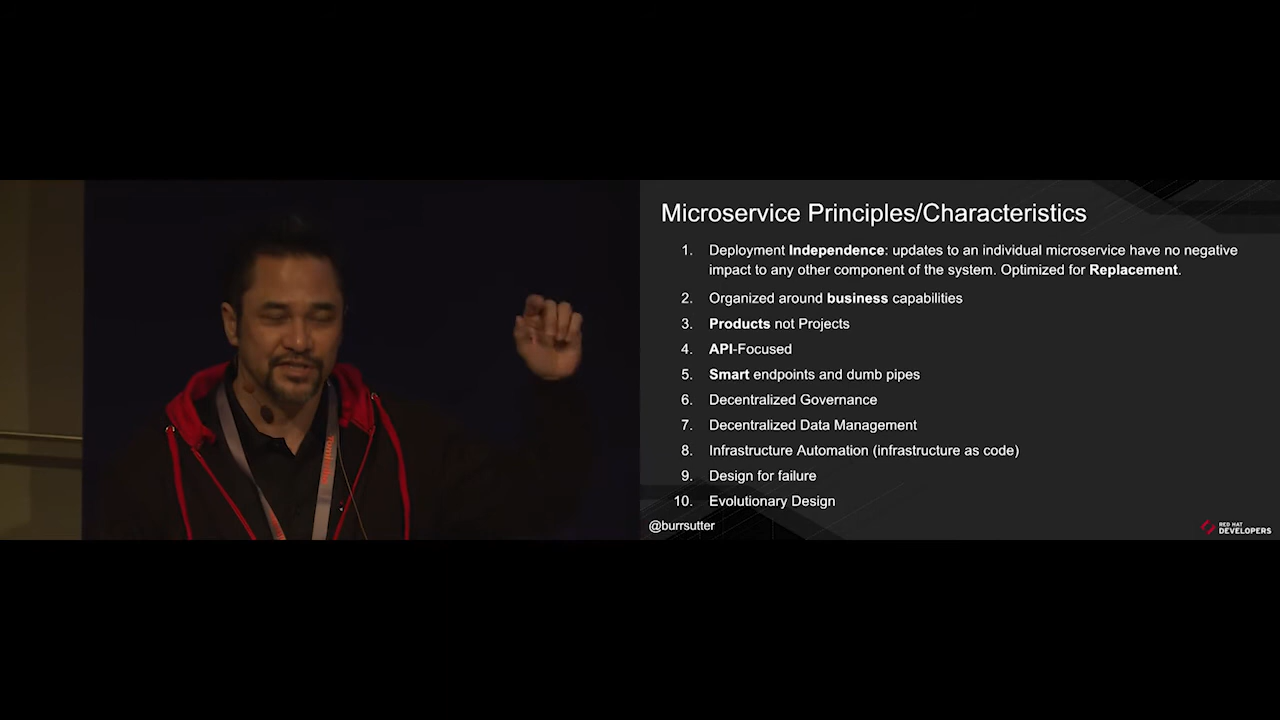 Microservice Principles/Characteristics
1. Deployment Independence: updates to an individual microservice have no negative
impact to any other component of the system. Optimized for Replacement.
2. Organized around business capabilities
3. Products not Projects
4. API-Focused
5. Smart endpoints and dumb pipes
6. Decentralized Governance
7. Decentralized Data Management
8. Infrastructure Automation (infrastructure as code)
9. Design for failure
10. Evolutionary Design
@burrsutter
RED HAT
DEVELOPERS